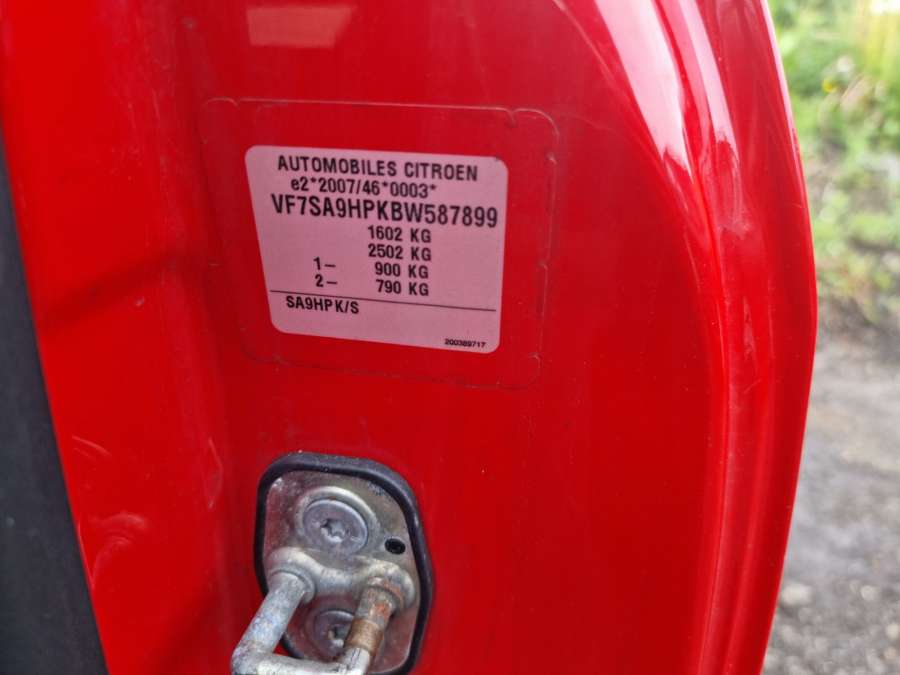 AUTOMOBILES CITROEN
e2*2007/46*0003*
VF7SA9HPKBW587899
1602 KG
2502 KG
1- 900 KG
2- 790 KG
SA9HPK/S
200389717